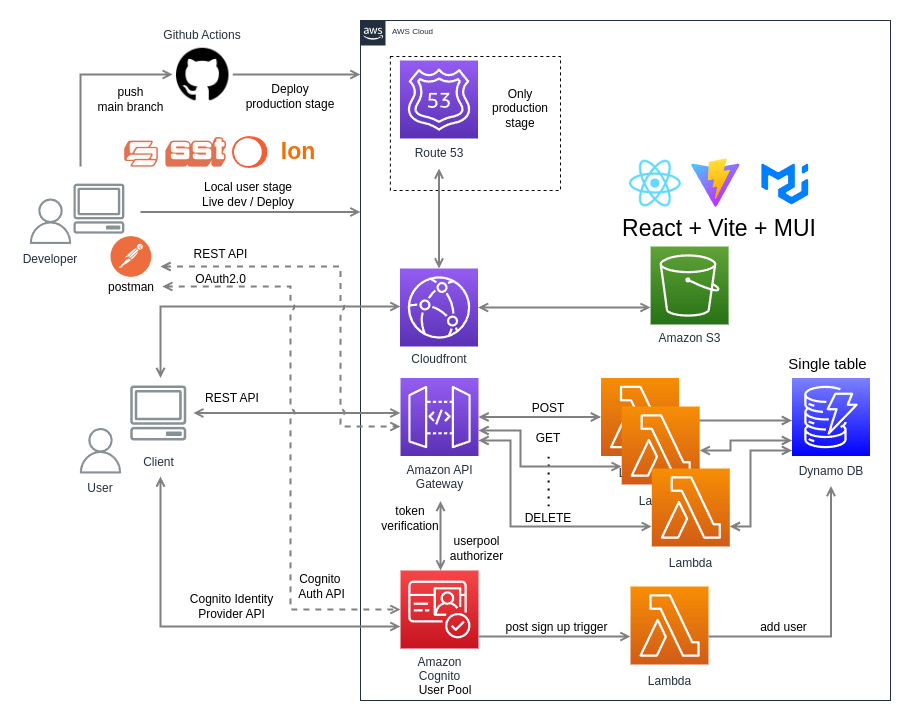 Github Actions
aws
AWS Cloud
push
main branch
Deploy
production stage
53
Only
production
stage
Route 53
sst
Ion
Local user stage
Live dev / Deploy
Developer
postman
REST API
OAuth2.0
React + Vite + MUI
Cloudfront
Amazon S3
Single table
REST API
Client
User
Amazon API
Gateway
POST
GET
DELETE
L
La
Lambda
Dynamo DB
token
verification
userpool
authorizer
Cognito
Auth API
Cognito Identity
Provider API
post sign up trigger
add user
Amazon
Cognito
User Pool
Lambda